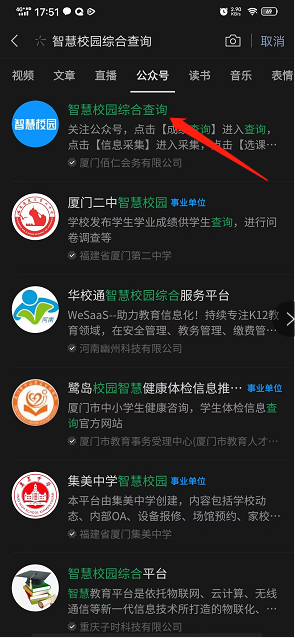 17:51
智慧校园综合查询
取消
视频 文章 直播 公众号 读书 音乐 表情
智慧校园
智慧校园综合查询
关注公众号，点击【成绩查询】进入查询，
点击【信息采集】进入采集，点击【选课…
厦门佰仁会务有限公司
厦门二中智慧校园 事业单位
学校发布学生学业成绩供学生查询，进行问
卷调查等
福建省厦门第二中学
华校通智慧校园综合服务平台
WeSaaS--助力教育信息化！持续专注K12教
育领域，在安全管理、教务管理、缴费管…
河南幽州科技有限公司
鹭岛校园智慧健康体检信息推… 事业单位
厦门市中小学生健康咨询，学生体检信息查
询官方网站
厦门市教育事务受理中心(厦门市教育人才…
集美中学智慧校园 事业单位
本平台由集美中学创建，内容包括学校动
态、内部OA、设备报修、场馆预约、家校…
福建省厦门集美中学
智慧校园综合平台
智慧教育平台是依托物联网、云计算、无线
通信等新一代信息技术所打造的物联化、…
重庆子时科技有限公司